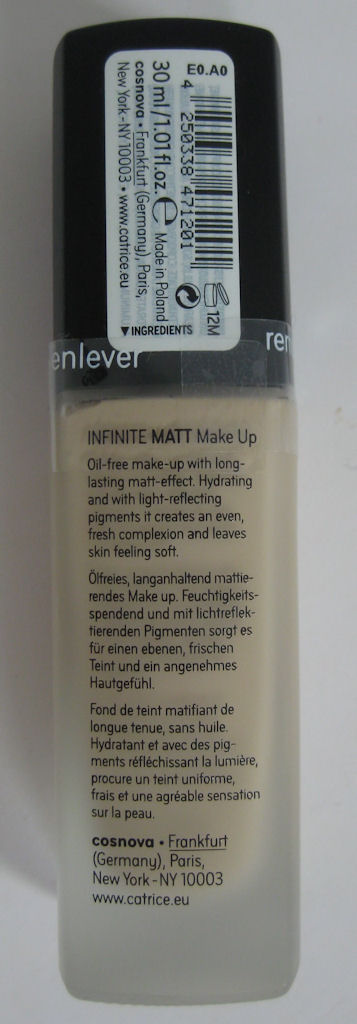 E0.A0
4 250338 471201
12M
30 ml/1.01fl.oz. e Made in Poland
cosnova • Frankfurt (Germany), Paris,
New York-NY 10003 • www.catrice.eu
▼INGREDIENTS
enlever
rer
INFINITE MATT Make Up
Oil-free make-up with long-
lasting matt-effect. Hydrating
and with light-reflecting
pigments it creates an even,
fresh complexion and leaves
skin feeling soft.
Ölfreies, langanhaltend mattie-
rendes Make up. Feuchtigkeits-
spendend und mit lichtreflek-
tierenden Pigmenten sorgt es
für einen ebenen, frischen
Teint und ein angenehmes
Hautgefühl.
Fond de teint matifiant de
longue tenue, sans huile.
Hydratant et avec des pig-
ments réfléchissant la lumière,
procure un teint uniforme,
frais et une agréable sensation
sur la peau.
cosnova • Frankfurt
(Germany), Paris,
New York-NY 10003
www.catrice.eu